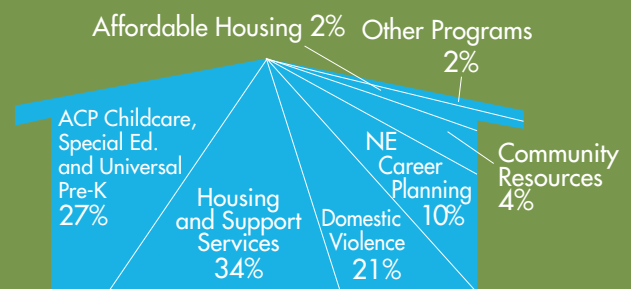 Affordable Housing 2%
Other Programs
2%
ACP Childcare,
Special Ed.
and Universal
Pre-K
27%
Housing
and Support
Services
34%
Domestic
Violence
21%
NE
Career
Planning
10%
Community
Resources
4%